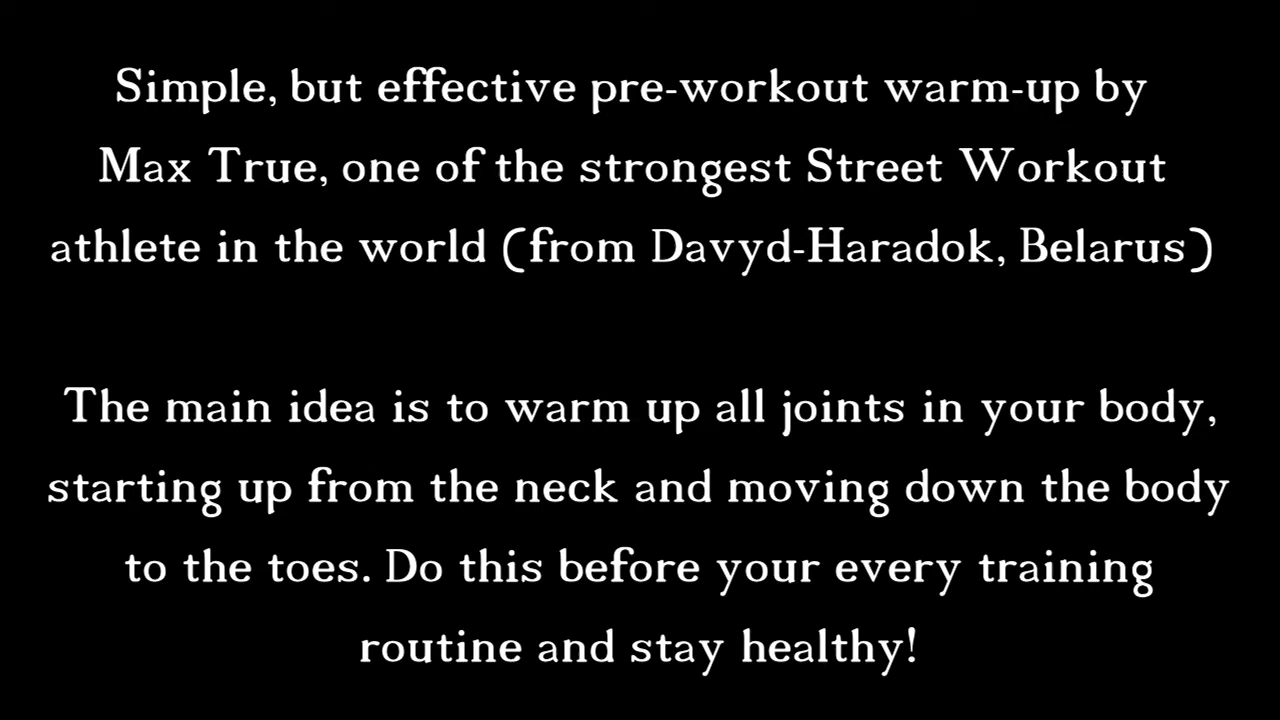 Simple, but effective pre-workout warm-up by
Max True, one of the strongest Street Workout
athlete in the world (from Davyd-Haradok, Belarus)
The main idea is to warm up all joints in your body,
starting up from the neck and moving down the body
to the toes. Do this before your every training
routine and stay healthy!